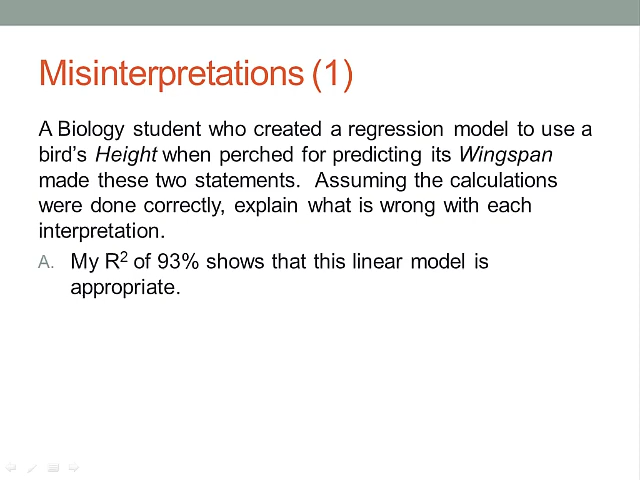 Misinterpretations (1)
A Biology student who created a regression model to use a
bird’s Height when perched for predicting its Wingspan
made these two statements.  Assuming the calculations
were done correctly, explain what is wrong with each
interpretation.
A. My R² of 93% shows that this linear model is
appropriate.